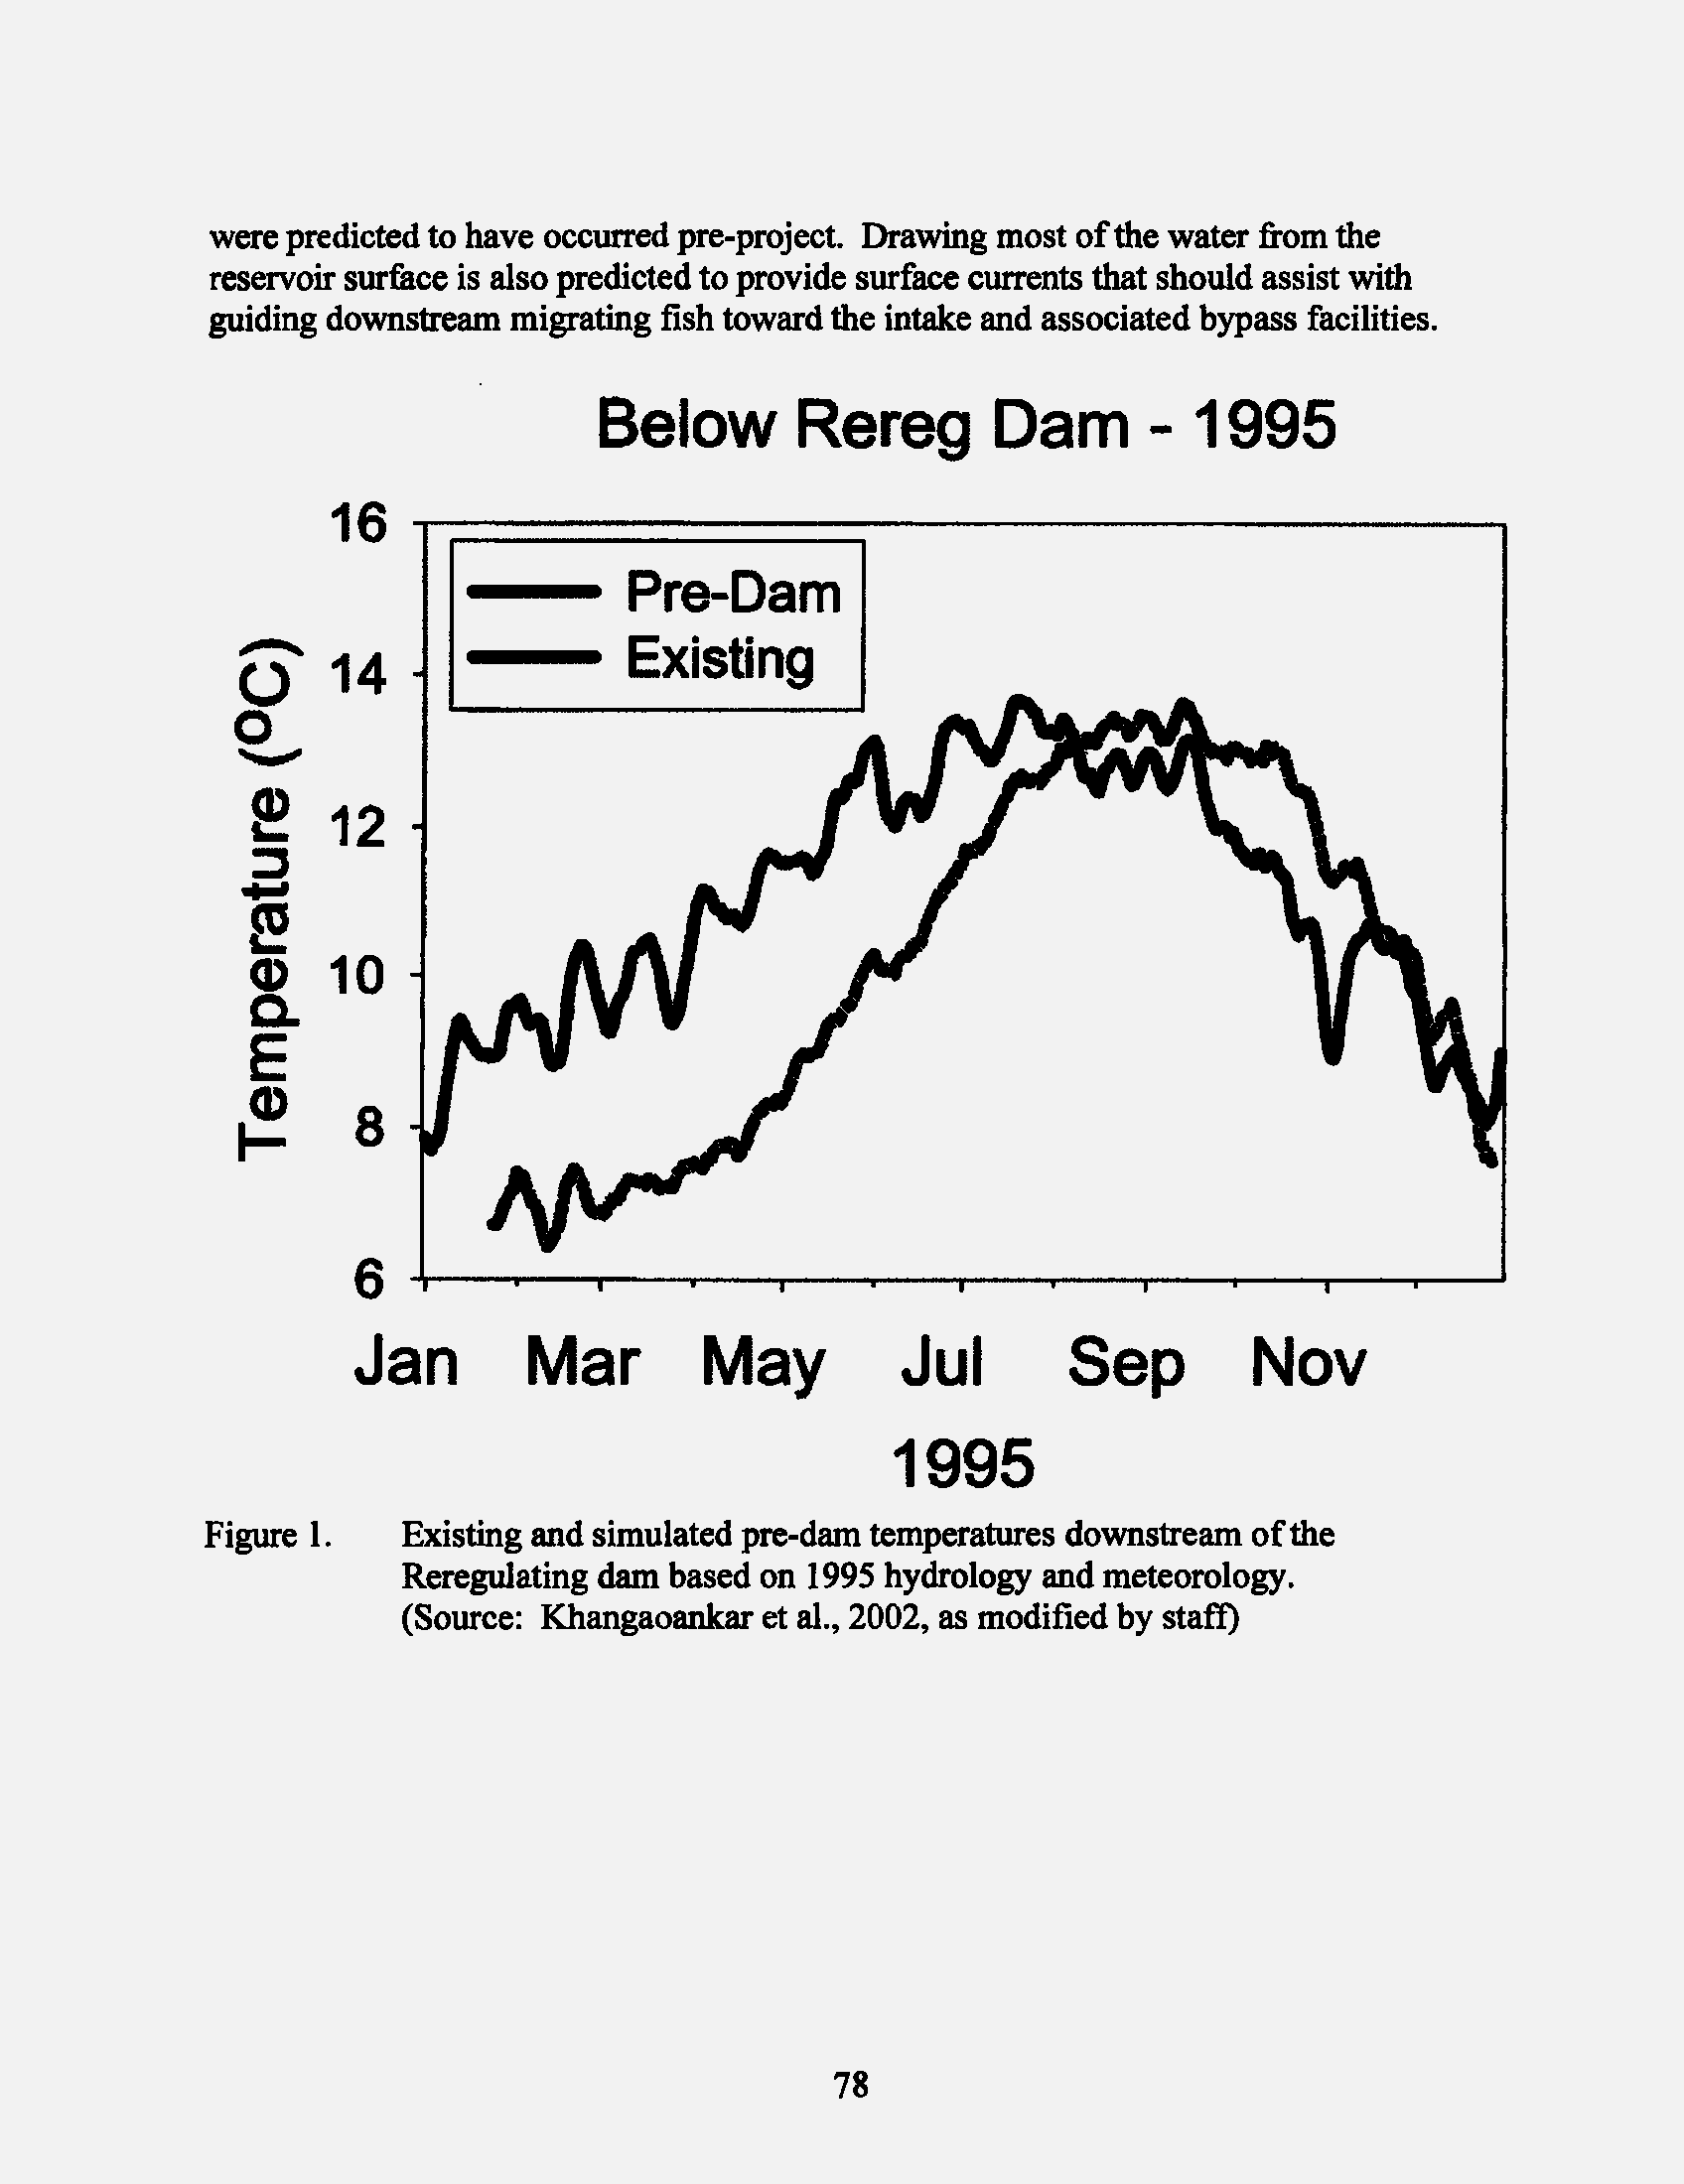 were predicted to have occurred pre-project. Drawing most of the water from the
reservoir surface is also predicted to provide surface currents that should assist with
guiding downstream migrating fish toward the intake and associated bypass facilities.
Below Rereg Dam - 1995
16
14
12
10
8
6
Temperature (ºC)
Pre-Dam
Existing
Jan Mar May Jul Sep Nov
1995
Figure 1. Existing and simulated pre-dam temperatures downstream of the
Reregulating dam based on 1995 hydrology and meteorology.
(Source: Khangaoankar et al., 2002, as modified by staff)
78